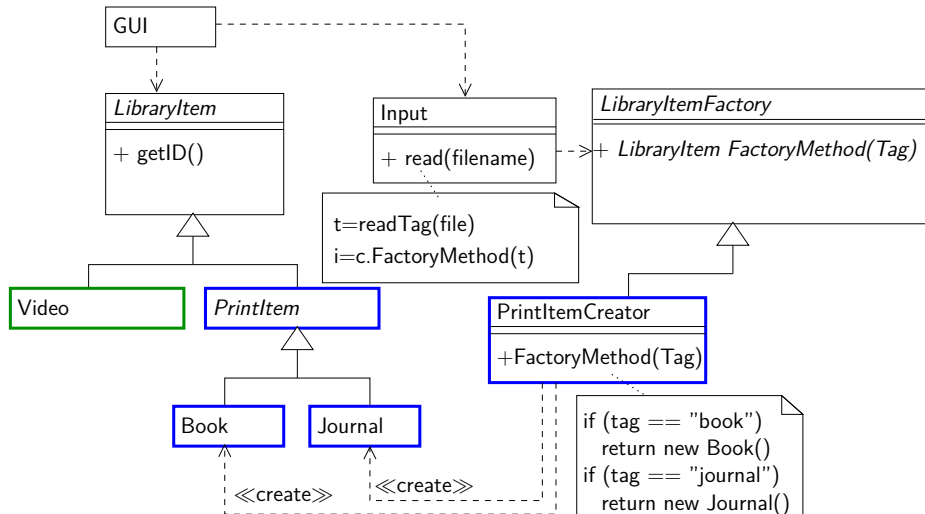 GUI
LibraryItem
+ getID()
Input
+ read(filename)
LibraryItemFactory
+ LibraryItem FactoryMethod(Tag)
t=readTag(file)
i=c.FactoryMethod(t)
Video
PrintItem
PrintItemCreator
+FactoryMethod(Tag)
Book
Journal
≪create≫
≪create≫
if (tag == "book")
return new Book()
if (tag == "journal")
return new Journal()